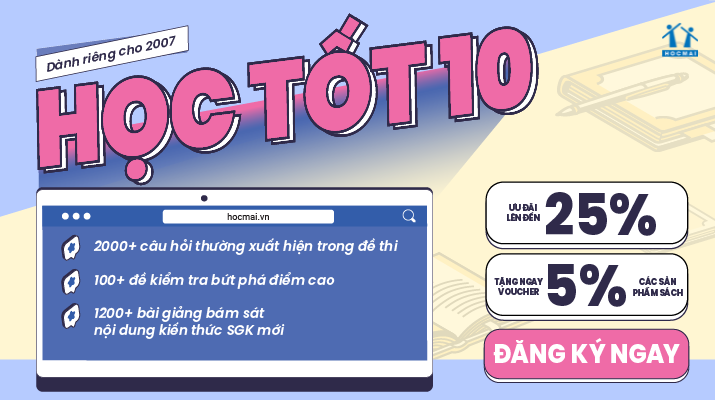 Dành riêng cho 2007
HỌC TỐT 10
HOCMAI
hocmai.vn
2000+ câu hỏi thường xuất hiện trong đề thi
100+ đề kiểm tra bứt phá điểm cao
1200+ bài giảng bám sát
nội dung kiến thức SGK mới
ƯU ĐÃI
LÊN ĐẾN
25%
TẶNG NGAY
VOUCHER
5%
CÁC SẢN
PHẨM SÁCH
ĐĂNG KÝ NGAY